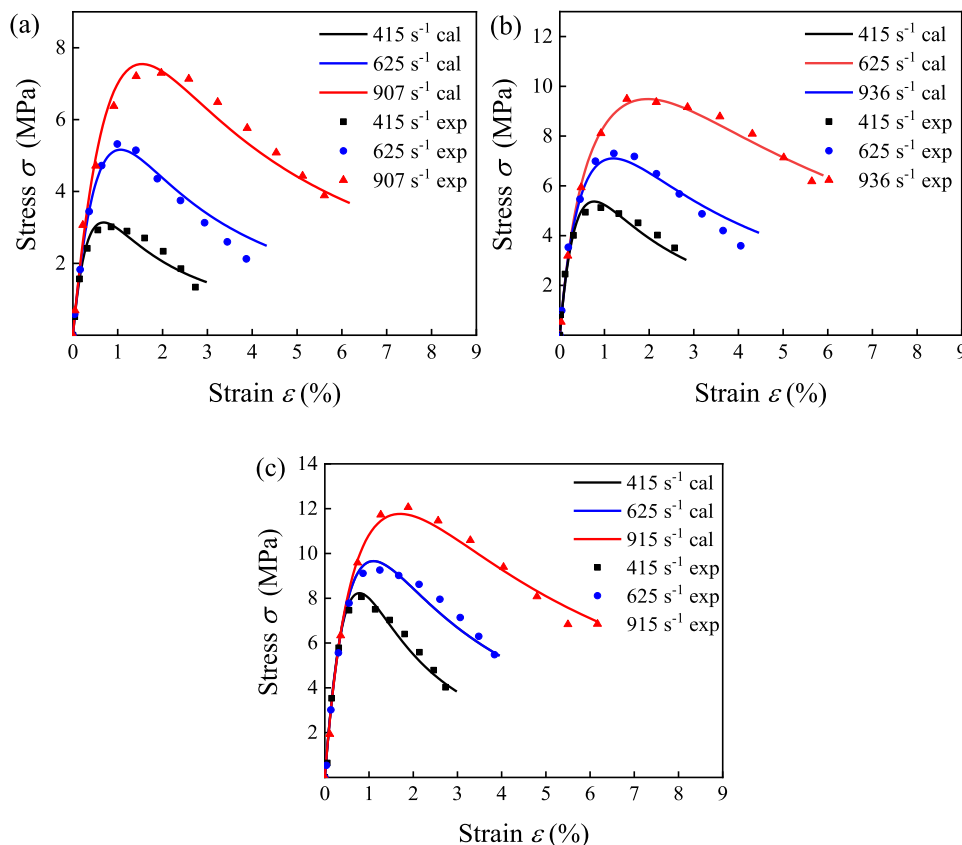 (a)
415 s⁻¹ cal
625 s⁻¹ cal
907 s⁻¹ cal
415 s⁻¹ exp
625 s⁻¹ exp
907 s⁻¹ exp
8
6
4
2
0 1 2 3 4 5 6 7 8 9
Stress σ (MPa)
Strain ε (%)
(b)
415 s⁻¹ cal
625 s⁻¹ cal
936 s⁻¹ cal
415 s⁻¹ exp
625 s⁻¹ exp
936 s⁻¹ exp
12
10
8
6
4
2
0 1 2 3 4 5 6 7 8 9
Stress σ (MPa)
Strain ε (%)
(c)
415 s⁻¹ cal
625 s⁻¹ cal
915 s⁻¹ cal
415 s⁻¹ exp
625 s⁻¹ exp
915 s⁻¹ exp
14
12
10
8
6
4
2
0 1 2 3 4 5 6 7 8 9
Stress σ (MPa)
Strain ε (%)